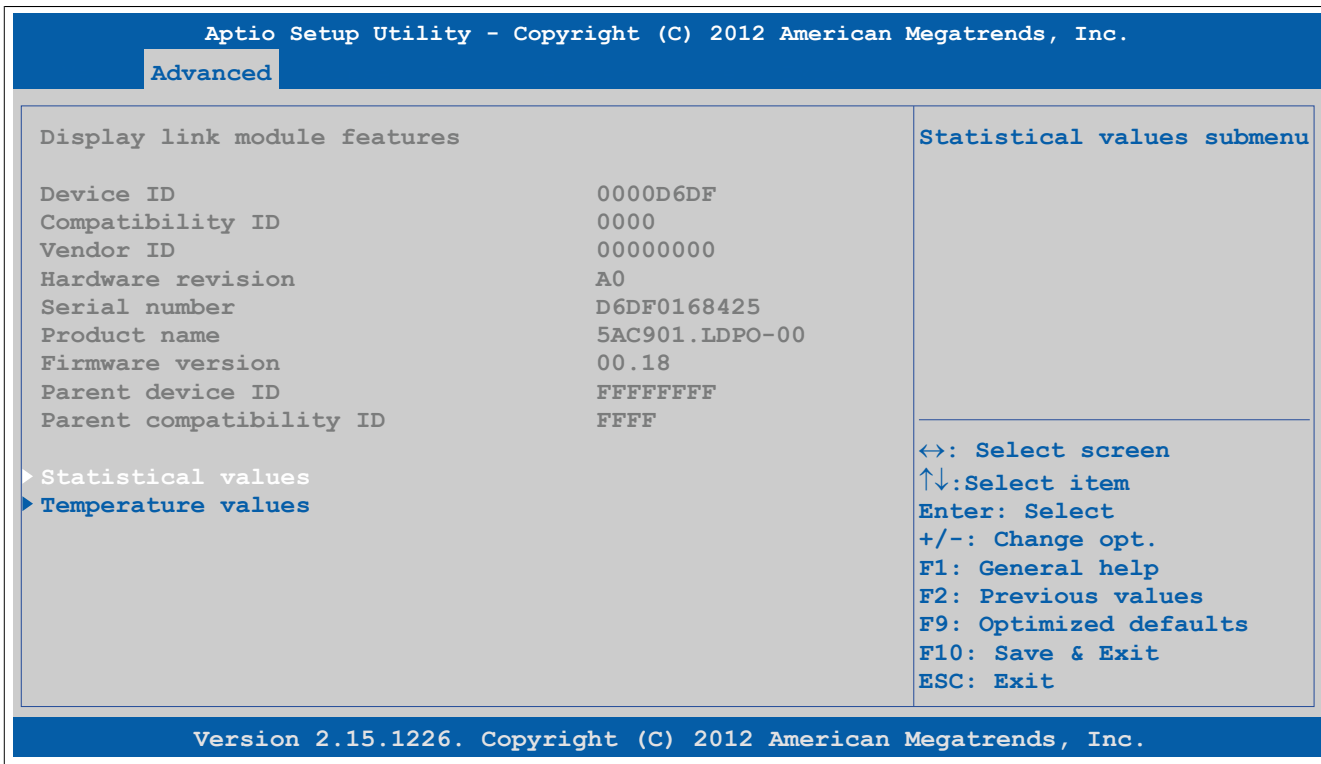 Aptio Setup Utility - Copyright (C) 2012 American Megatrends, Inc.
Advanced
Display link module features
Device ID 0000D6DF
Compatibility ID 0000
Vendor ID 00000000
Hardware revision A0
Serial number D6DF0168425
Product name 5AC901.LDPO-00
Firmware version 00.18
Parent device ID FFFFFFFF
Parent compatibility ID FFFF
Statistical values
Temperature values
Statistical values submenu
↔: Select screen
↑↓:Select item
Enter: Select
+/-: Change opt.
F1: General help
F2: Previous values
F9: Optimized defaults
F10: Save & Exit
ESC: Exit
Version 2.15.1226. Copyright (C) 2012 American Megatrends, Inc.